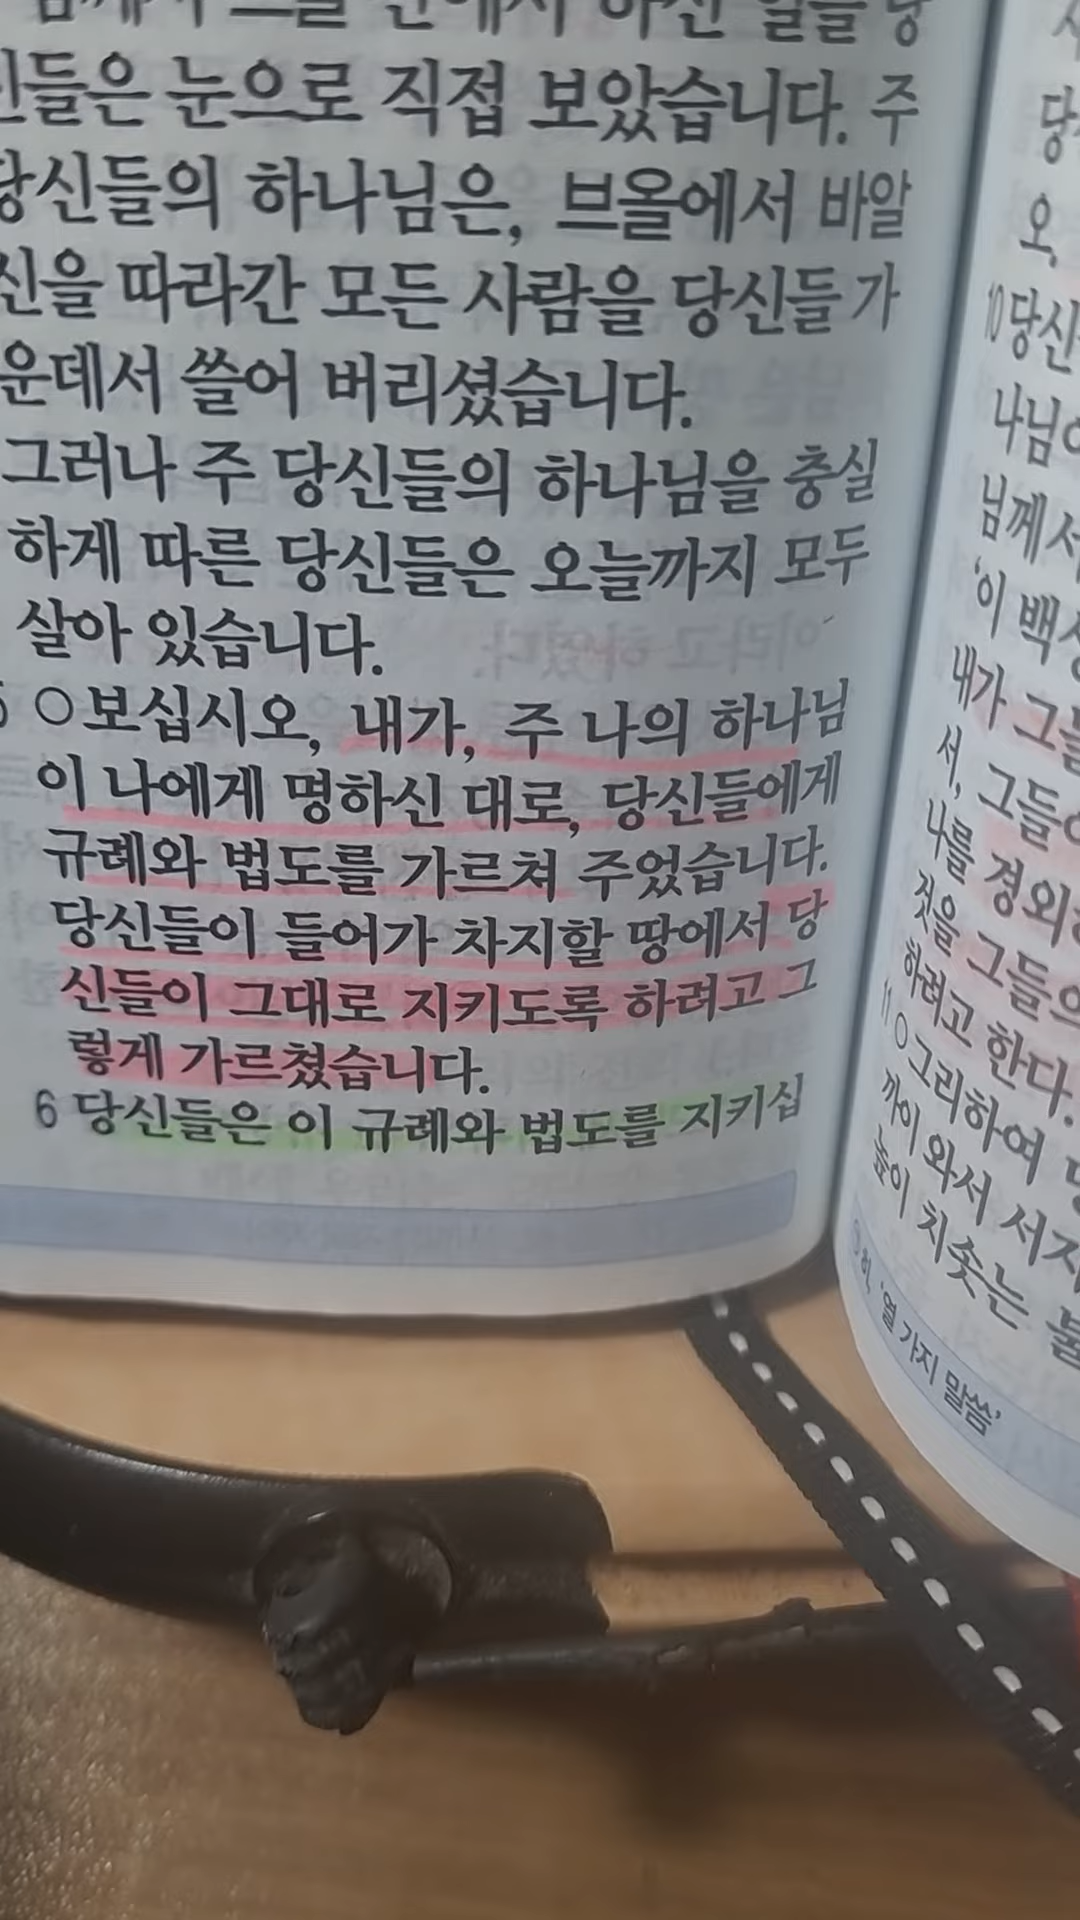 하신 일을 당
신들은 눈으로 직접 보았습니다. 주
당신들의 하나님은, 브올에서 바알
신을 따라간 모든 사람을 당신들 가
운데서 쓸어 버리셨습니다.
그러나 주 당신들의 하나님을 충실
하게 따른 당신들은 오늘까지 모두
살아 있습니다.
5 ○보십시오, 내가, 주 나의 하나님
이 나에게 명하신 대로, 당신들에게
규례와 법도를 가르쳐 주었습니다.
당신들이 들어가 차지할 땅에서 당
신들이 그대로 지키도록 하려고 그
렇게 가르쳤습니다.
6 당신들은 이 규례와 법도를 지키십
오,
10 당신
나님
님께서
'이 백성
내가 그들
서, 그들
나를 경외
것을 그들의
하려고 한다.
11 ○그리하여
까이 와서 서자
높이 치솟는 불
히, '열 가지 말씀'